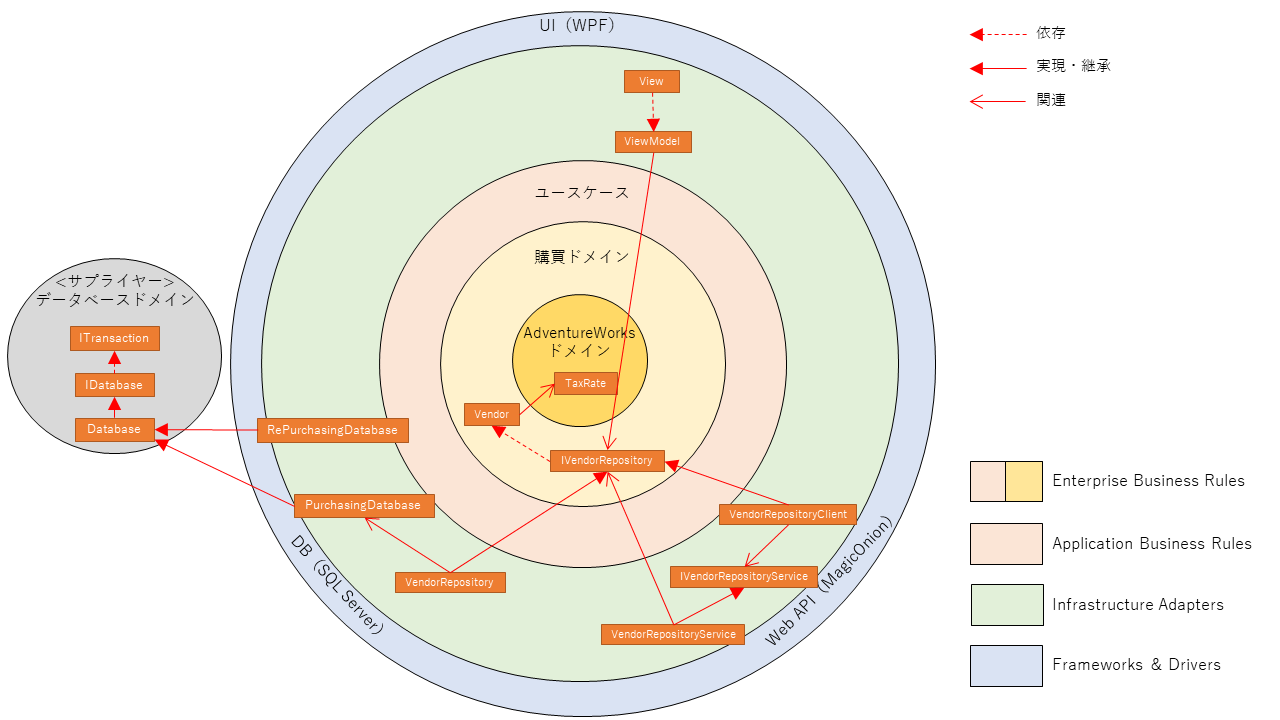 UI（WPF）
依存
実現・継承
関連
View
ViewModel
ユースケース
購買ドメイン
<サプライヤー>
データベースドメイン
ITransaction
IDatabase
Database
AdventureWorks
ドメイン
TaxRate
Vendor
IVendorRepository
RePurchasingDatabase
PurchasingDatabase
VendorRepository
VendorRepositoryClient
IVendorRepositoryService
VendorRepositoryService
DB（SQL Server）
Web API（MagicOnion）
Enterprise Business Rules
Application Business Rules
Infrastructure Adapters
Frameworks & Drivers